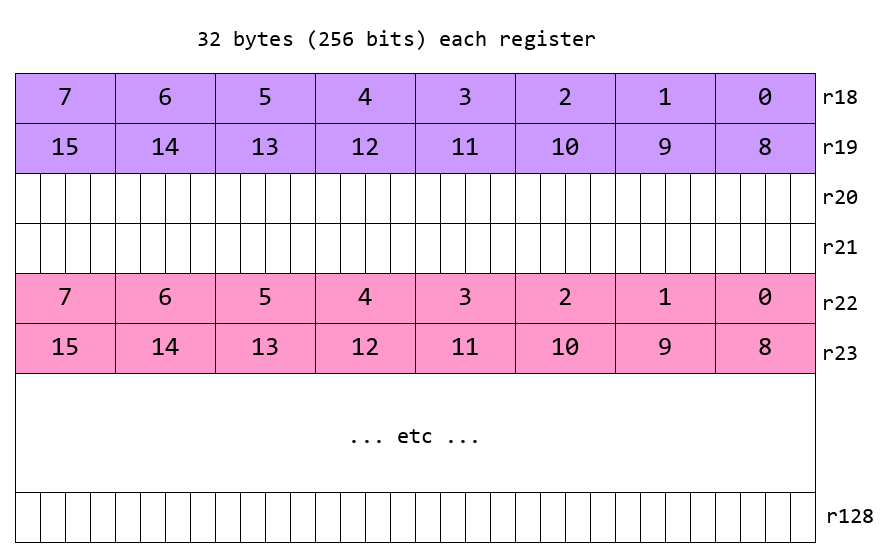 32 bytes (256 bits) each register
7 6 5 4 3 2 1 0 r18
15 14 13 12 11 10 9 8 r19
r20
r21
7 6 5 4 3 2 1 0 r22
15 14 13 12 11 10 9 8 r23
... etc ...
r128